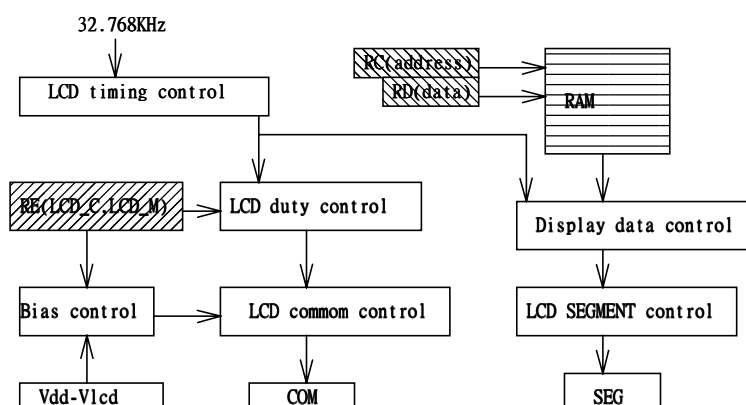 32.768KHz
LCD timing control
RC(address)
RD(data)
RAM
RE(LCD_C.LCD_M)
LCD duty control
Display data control
Bias control
LCD commom control
LCD SEGMENT control
Vdd-Vlcd
COM
SEG